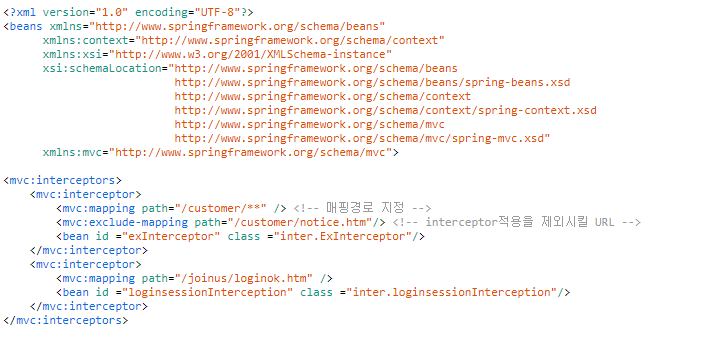 <?xml version="1.0" encoding="UTF-8"?>
<beans xmlns="http://www.springframework.org/schema/beans"
xmlns:context="http://www.springframework.org/schema/context"
xmlns:xsi="http://www.w3.org/2001/XMLSchema-instance"
xsi:schemaLocation="http://www.springframework.org/schema/beans
http://www.springframework.org/schema/beans/spring-beans.xsd
http://www.springframework.org/schema/context
http://www.springframework.org/schema/context/spring-context.xsd
http://www.springframework.org/schema/mvc
http://www.springframework.org/schema/mvc/spring-mvc.xsd"
xmlns:mvc="http://www.springframework.org/schema/mvc">
<mvc:interceptors>
<mvc:interceptor>
<mvc:mapping path="/customer/**" /> <!-- 매핑경로 지정 -->
<mvc:exclude-mapping path="/customer/notice.htm"/> <!-- interceptor적용을 제외시킬 URL -->
<bean id ="exInterceptor" class ="inter.ExInterceptor"/>
</mvc:interceptor>
<mvc:interceptor>
<mvc:mapping path="/joinus/loginok.htm" />
<bean id ="loginsessionInterception" class ="inter.loginsessionInterception"/>
</mvc:interceptor>
</mvc:interceptors>